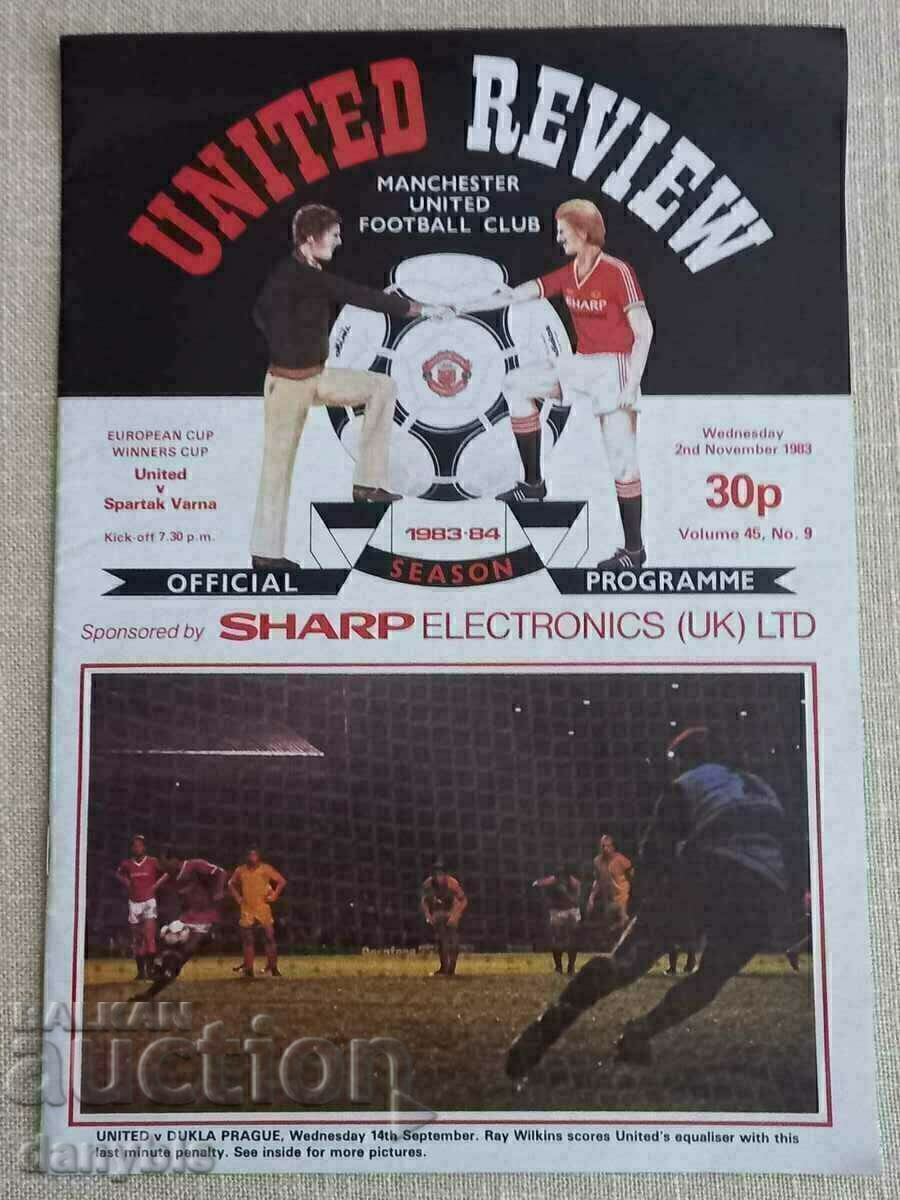 UNITED REVIEW
MANCHESTER
UNITED
FOOTBALL CLUB
SHARP
EUROPEAN CUP
WINNERS CUP
United
v
Spartak Varna
Kick-off 7.30 p.m.
Wednesday
2nd November 1983
30p
Volume 45, No. 9
1983-84
SEASON
OFFICIAL PROGRAMME
Sponsored by SHARP ELECTRONICS (UK) LTD
BALKAN
auction
UNITED v DUKLA PRAGUE, Wednesday 14th September. Ray Wilkins scores United's equaliser with this
last minute penalty. See inside for more pictures.
danybis